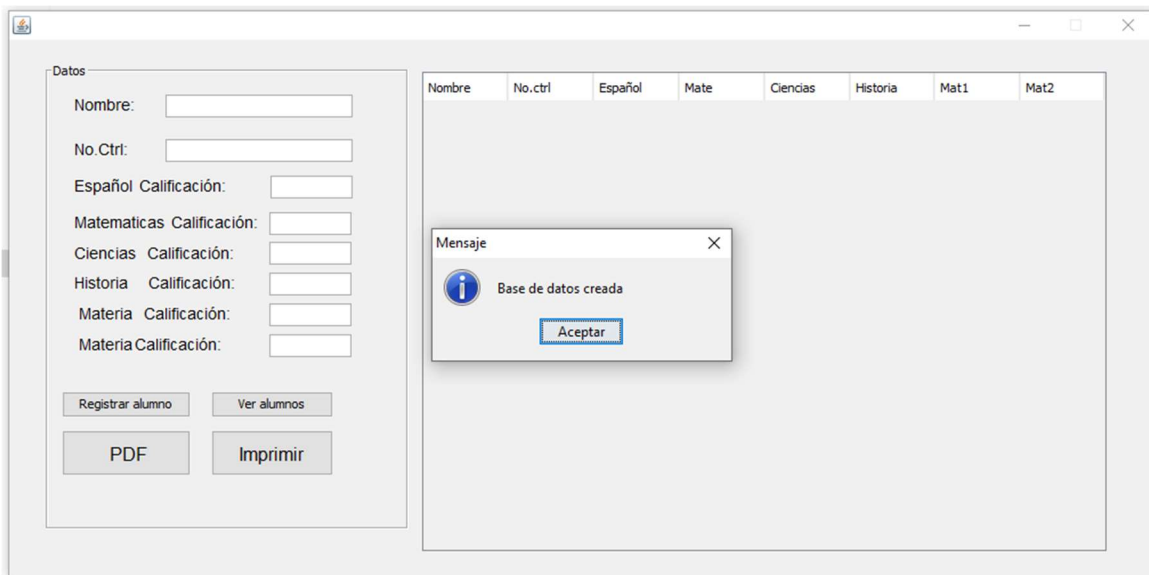 Datos
Nombre:
No.Ctrl:
Español Calificación:
Matematicas Calificación:
Ciencias Calificación:
Historia Calificación:
Materia Calificación:
Materia Calificación:
Registrar alumno Ver alumnos
PDF Imprimir
Nombre No.ctrl Español Mate Ciencias Historia Mat1 Mat2
Mensaje
Base de datos creada
Aceptar